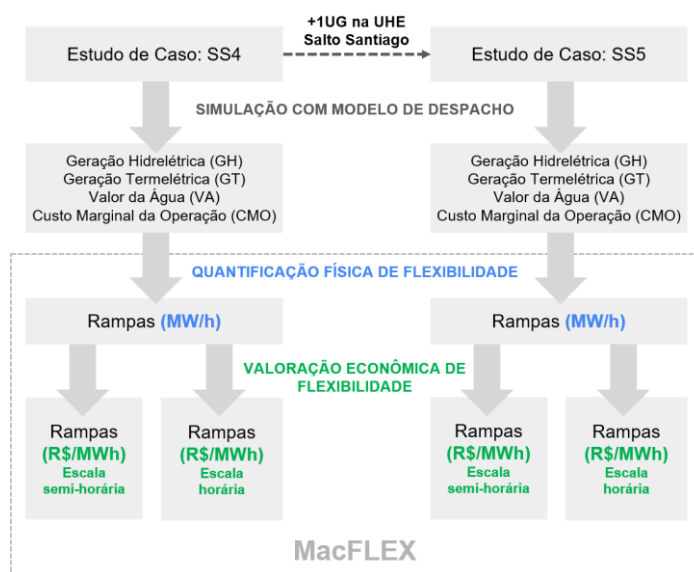 +1UG na UHE
Salto Santiago
Estudo de Caso: SS4
Estudo de Caso: SS5
SIMULAÇÃO COM MODELO DE DESPACHO
Geração Hidrelétrica (GH)
Geração Termelétrica (GT)
Valor da Água (VA)
Custo Marginal da Operação (CMO)
Geração Hidrelétrica (GH)
Geração Termelétrica (GT)
Valor da Água (VA)
Custo Marginal da Operação (CMO)
QUANTIFICAÇÃO FÍSICA DE FLEXIBILIDADE
Rampas (MW/h)
Rampas (MW/h)
VALORAÇÃO ECONÔMICA DE
FLEXIBILIDADE
Rampas
(R$/MWh)
Escala
semi-horária
Rampas
(R$/MWh)
Escala
horária
Rampas
(R$/MWh)
Escala
semi-horária
Rampas
(R$/MWh)
Escala
horária
MacFLEX